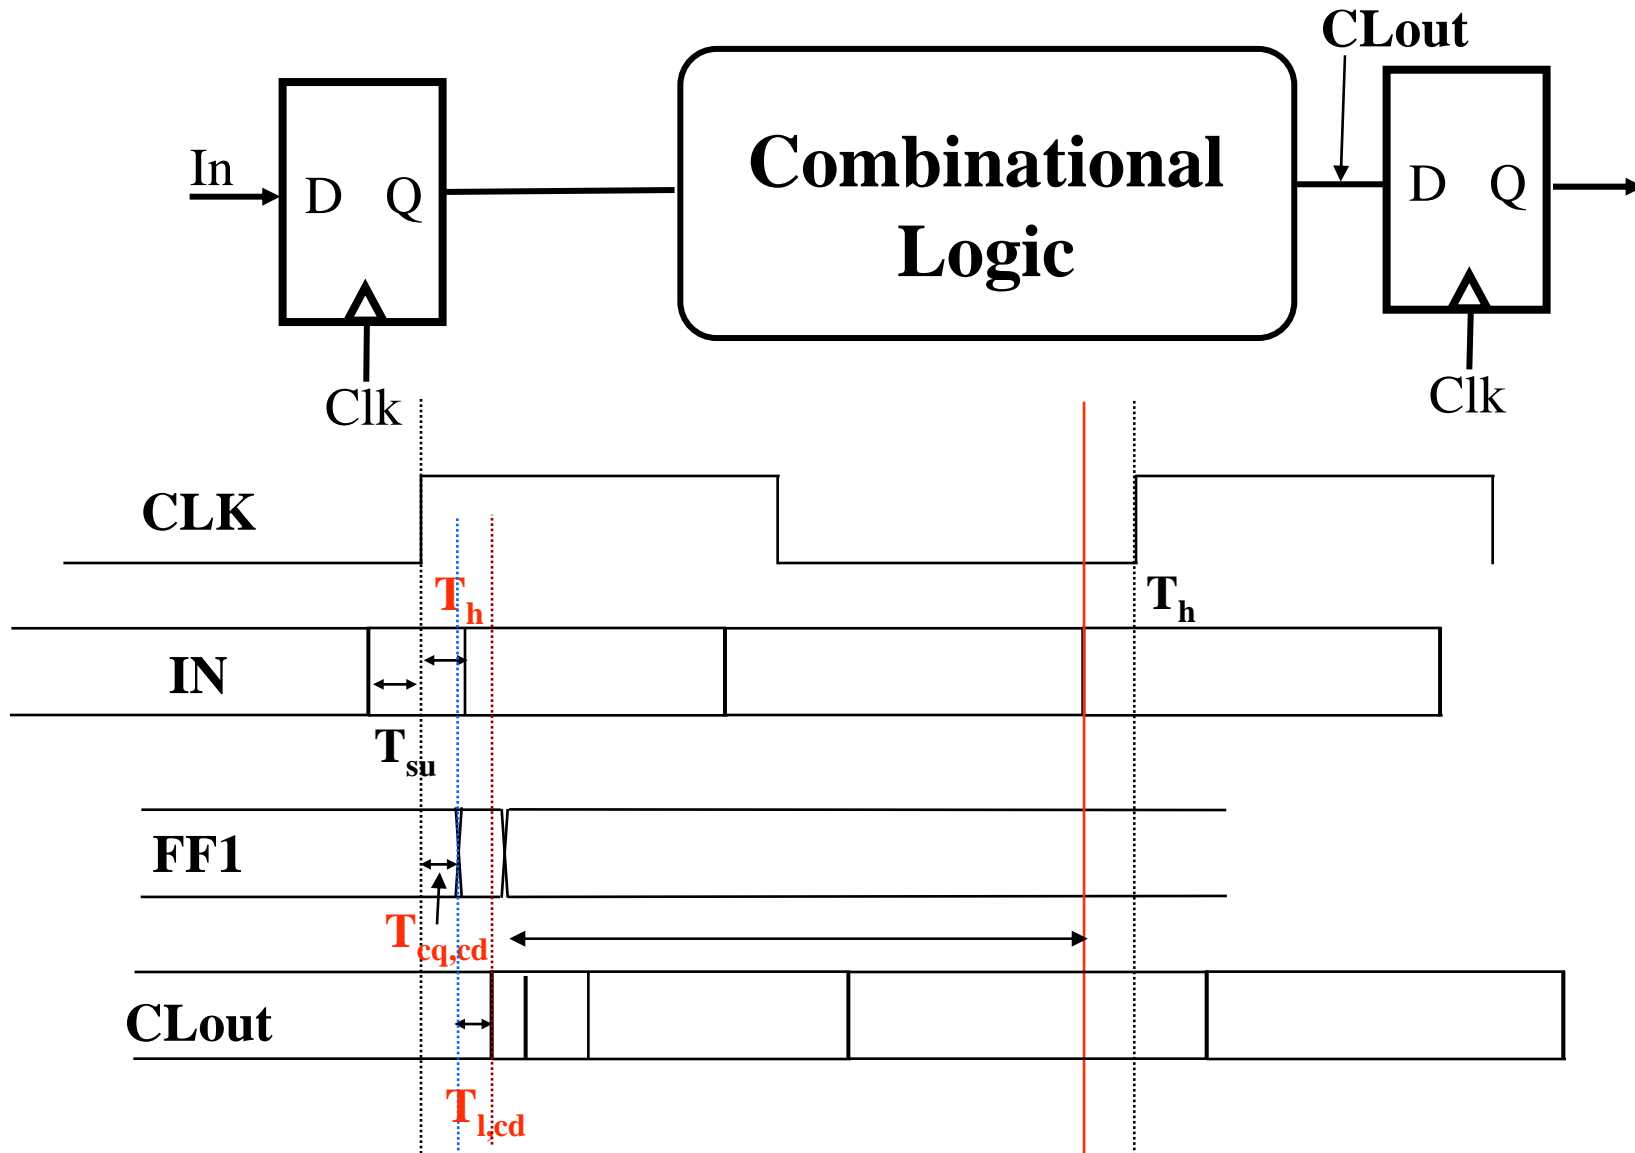 CLout
In
D Q
Combinational
Logic
D Q
Clk
Clk
CLK
Th
Th
IN
Tsu
FF1
Tcq,cd
CLout
Tl,cd